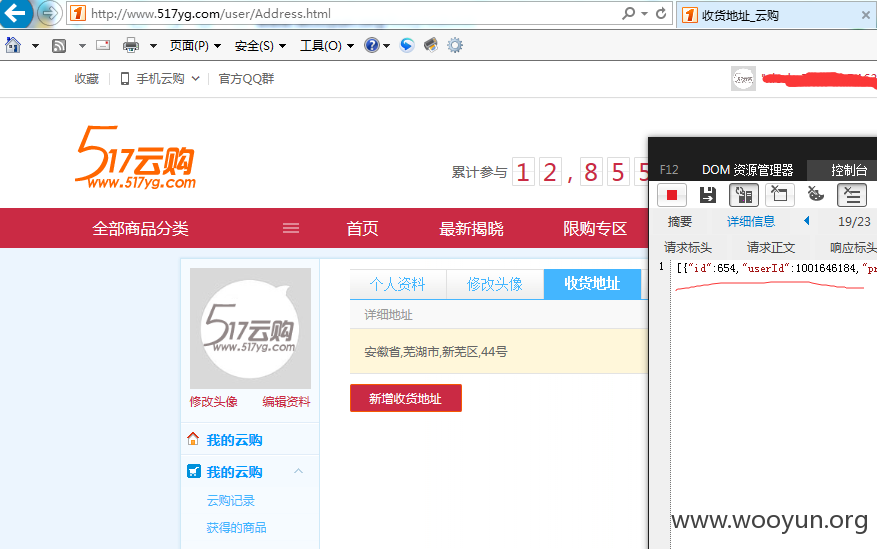 http://www.517yg.com/user/Address.html
收货地址_云购
页面(P) 安全(S) 工具(O)
收藏 手机云购 官方QQ群
517云购
www.517yg.com
累计参与 1 2 , 8 5 5
全部商品分类 首页 最新揭晓 限购专区
F12 DOM 资源管理器 控制台
摘要 详细信息 19/23
请求标头 请求正文 响应标头
1 [{"id":654,"userId":1001646184,"pr
个人资料 修改头像 收货地址
详细地址
安徽省,芜湖市,新芜区,44号
新增收货地址
517云购
www.517yg.com
修改头像 编辑资料
我的云购
我的云购
云购记录
获得的商品
www.wooyun.org